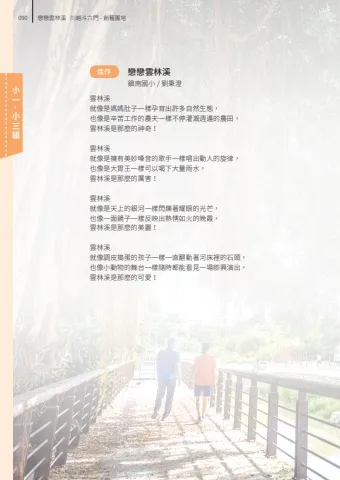 090 戀戀雲林溪 川越斗六門-新藝園地
小一-小三組
佳作 戀戀雲林溪
鎮南國小 / 劉秉澄
雲林溪
就像是媽媽肚子一樣孕育出許多自然生態，
也像是辛苦工作的農夫一樣不停灌溉週邊的農田，
雲林溪是那麼的神奇！
雲林溪
就像是擁有美妙嗓音的歌手一樣唱出動人的旋律，
也像是大胃王一樣可以喝下大量雨水，
雲林溪是那麼的厲害！
雲林溪
就像是天上的銀河一樣閃爍著耀眼的光芒，
也像一面鏡子一樣反映出熱情如火的晚霞，
雲林溪是那麼的美麗！
雲林溪
就像調皮搗蛋的孩子一樣一直翻動著河床裡的石頭，
也像小動物的舞台一樣隨時都能看見一場即興演出，
雲林溪是那麼的可愛！